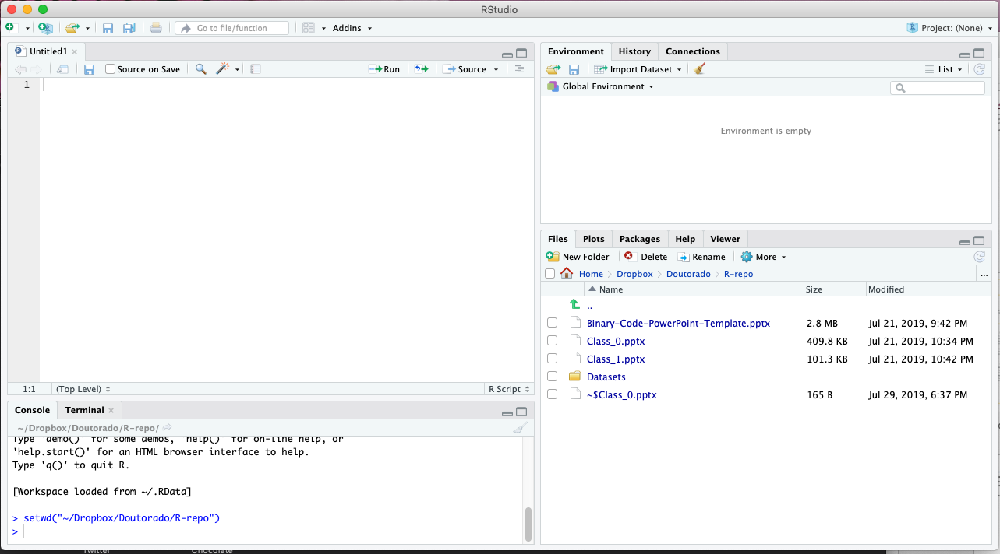 RStudio
Go to file/function
Addins
Project: (None)
Untitled1
Source on Save
Run
Source
1
1:1
(Top Level)
R Script
Console
Terminal
~/Dropbox/Doutorado/R-repo/
Type 'demo()' for some demos, 'help()' for on-line help, or
'help.start()' for an HTML browser interface to help.
Type 'q()' to quit R.
[Workspace loaded from ~/.RData]
> setwd("~/Dropbox/Doutorado/R-repo")
>
Environment
History
Connections
Import Dataset
List
Global Environment
Environment is empty
Files
Plots
Packages
Help
Viewer
New Folder
Delete
Rename
More
Home
Dropbox
Doutorado
R-repo
...
Name
Size
Modified
..
Binary-Code-PowerPoint-Template.pptx 2.8 MB Jul 21, 2019, 9:42 PM
Class_0.pptx 409.8 KB Jul 21, 2019, 10:34 PM
Class_1.pptx 101.3 KB Jul 21, 2019, 10:42 PM
Datasets
~$Class_0.pptx 165 B Jul 29, 2019, 6:37 PM
Twitter
Chocolate